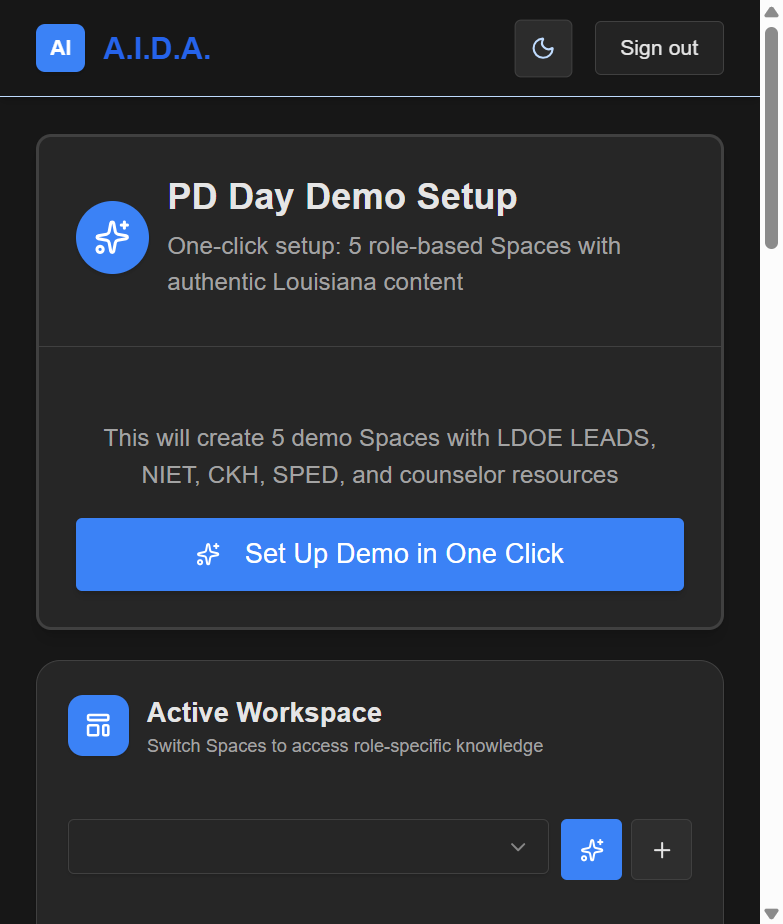 AI
A.I.D.A.
Sign out
PD Day Demo Setup
One-click setup: 5 role-based Spaces with
authentic Louisiana content
This will create 5 demo Spaces with LDOE LEADS,
NIET, CKH, SPED, and counselor resources
Set Up Demo in One Click
Active Workspace
Switch Spaces to access role-specific knowledge